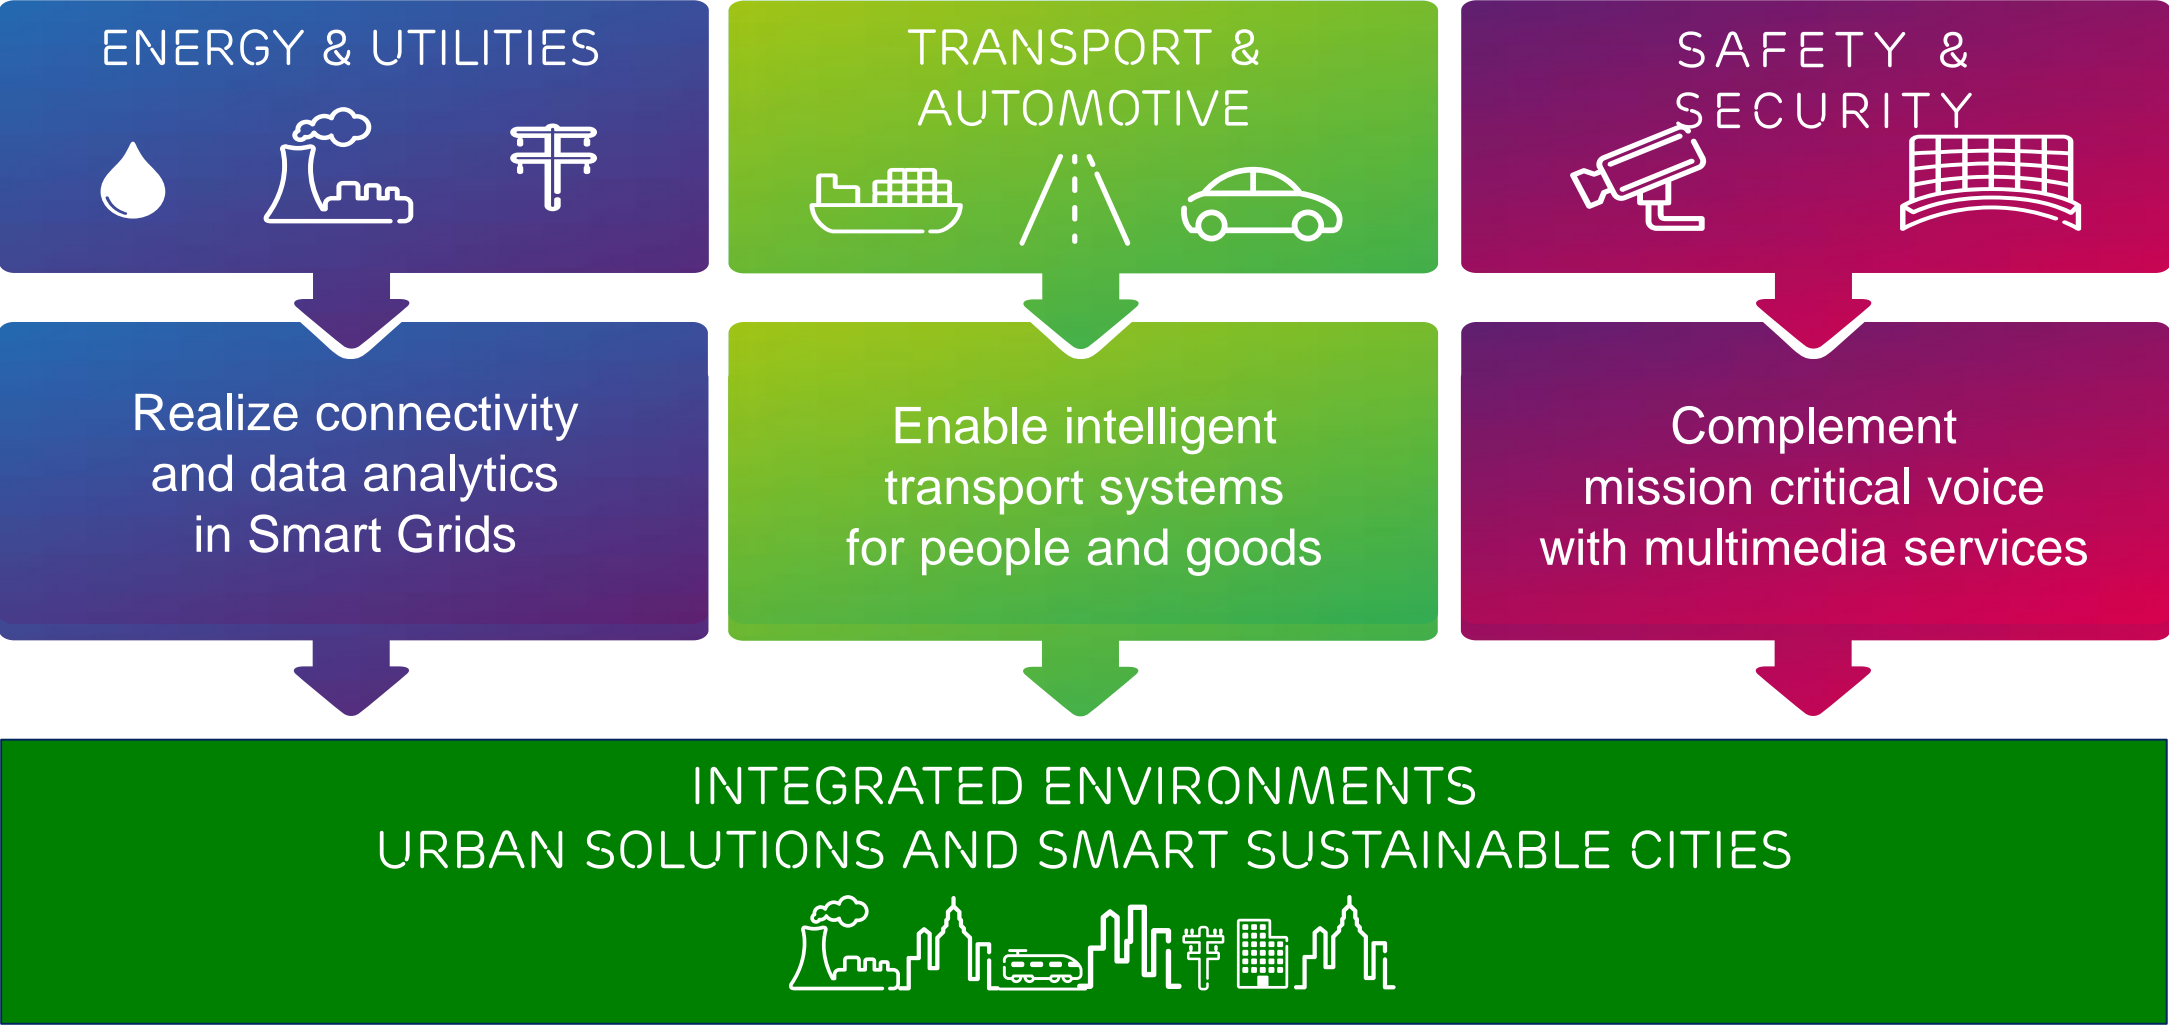 ENERGY & UTILITIES
TRANSPORT &
AUTOMOTIVE
SAFETY &
SECURITY
Realize connectivity
and data analytics
in Smart Grids
Enable intelligent
transport systems
for people and goods
Complement
mission critical voice
with multimedia services
INTEGRATED ENVIRONMENTS
URBAN SOLUTIONS AND SMART SUSTAINABLE CITIES